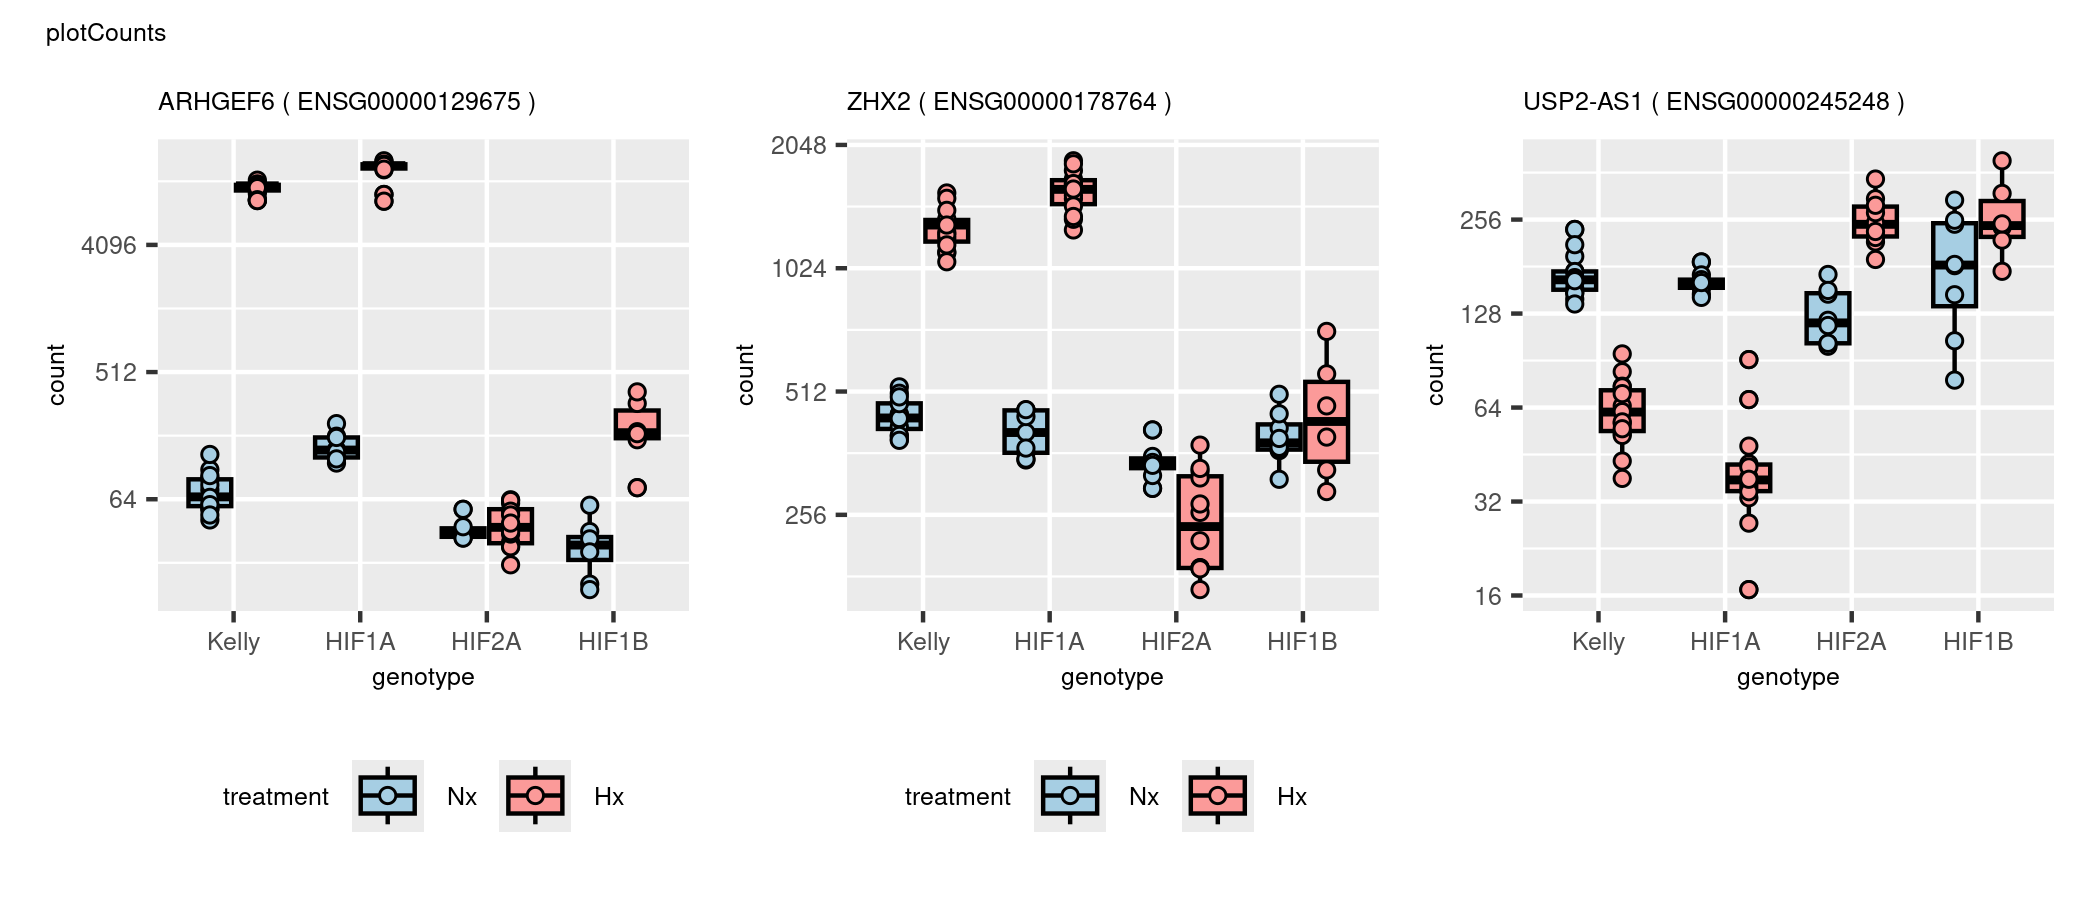 plotCounts
ARHGEF6 ( ENSG00000129675 )
4096
512
64
count
Kelly HIF1A HIF2A HIF1B
genotype
treatment Nx Hx
ZHX2 ( ENSG00000178764 )
2048
1024
512
256
count
Kelly HIF1A HIF2A HIF1B
genotype
treatment Nx Hx
USP2-AS1 ( ENSG00000245248 )
256
128
64
32
16
count
Kelly HIF1A HIF2A HIF1B
genotype